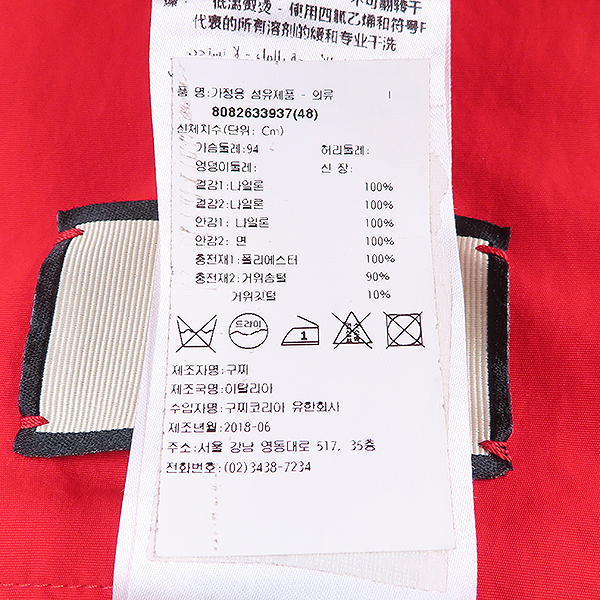 不可翻转干
低温熨烫 - 使用四氯乙烯和符号F
代表的所有溶剂的缓和专业干洗
품 명:가정용 섬유제품 - 의류 I
8082633937(48)
신체치수(단위: Cm)
가슴둘레:94 허리둘레:
엉덩이둘레: 신 장:
겉감1:나일론 100%
겉감2:나일론 100%
안감1: 나일론 100%
안감2: 면 100%
충전재1:폴리에스터 100%
충전재2:거위솜털 90%
거위깃털 10%
드라이 1
제조자명:구찌
제조국명:이탈리아
수입자명:구찌코리아 유한회사
제조년월:2018-06
주소:서울 강남 영동대로 517, 35층
전화번호:(02)3438-7234